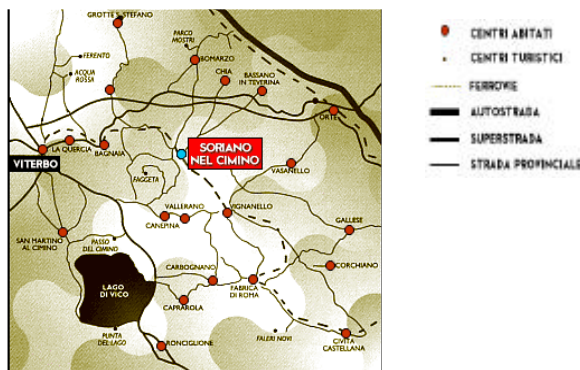 GROTTE S. STEFANO
PARCO
MOSTRI
FERENTO
BOMARZO
ACQUA
ROSSA
CHIA
BASSANO
IN TEVERINA
ORTE
LA QUERCIA
BAGNAIA
VITERBO
SORIANO
NEL CIMINO
VASANELLO
FAGGETA
VALLERANO
CANEPINA
VIGNANELLO
GALLESE
SAN MARTINO
AL CIMINO
PASSO
DEL CIMINO
CARBOGNANO
CORCHIANO
LAGO
DI VICO
FABRICA
DI ROMA
CAPRAROLA
PUNTA
DEL LAGO
RONCIGLIONE
FALERI NOVI
CIVITA
CASTELLANA
CENTRI ABITATI
CENTRI TURISTICI
FERROVIE
AUTOSTRADA
SUPERSTRADA
STRADA PROVINCIALE